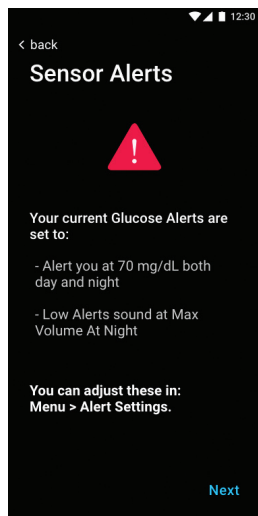 12:30
< back
Sensor Alerts
!
Your current Glucose Alerts are
set to:
- Alert you at 70 mg/dL both
day and night
- Low Alerts sound at Max
Volume At Night
You can adjust these in:
Menu > Alert Settings.
Next